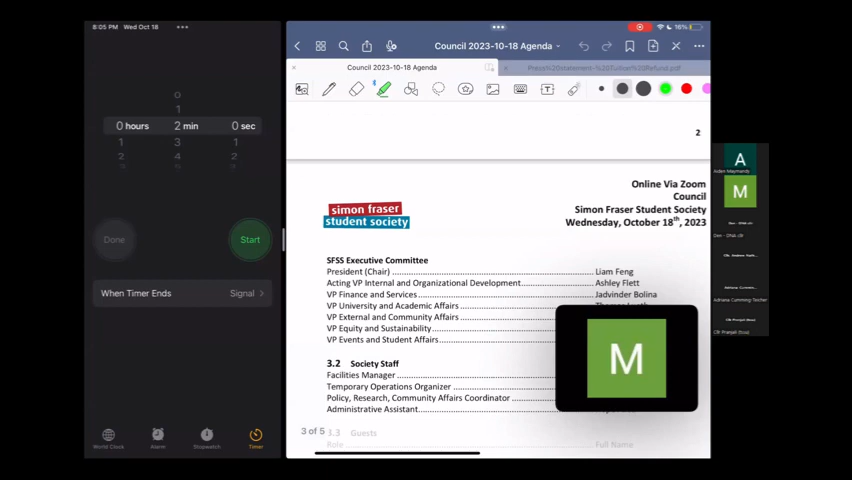 8:05 PM Wed Oct 18
16%
Council 2023-10-18 Agenda
Council 2023-10-18 Agenda
0
1
0 hours 2 min 0 sec
1 3 1
2 4 2
Done
Start
When Timer Ends Signal
World Clock
Alarm
Stopwatch
Timer
2
Online Via Zoom
Council
Simon Fraser Student Society
Wednesday, October 18th, 2023
simon fraser
student society
SFSS Executive Committee
President (Chair) Liam Feng
Acting VP Internal and Organizational Development Ashley Flett
VP Finance and Services Jadvinder Bolina
VP University and Academic Affairs
VP External and Community Affairs
VP Equity and Sustainability
VP Events and Student Affairs
3.2 Society Staff
Facilities Manager
Temporary Operations Organizer
Policy, Research, Community Affairs Coordinator
Administrative Assistant
3 of 5
3.3 Guests
Role Full Name
M
A
Aiden Maymandy
M